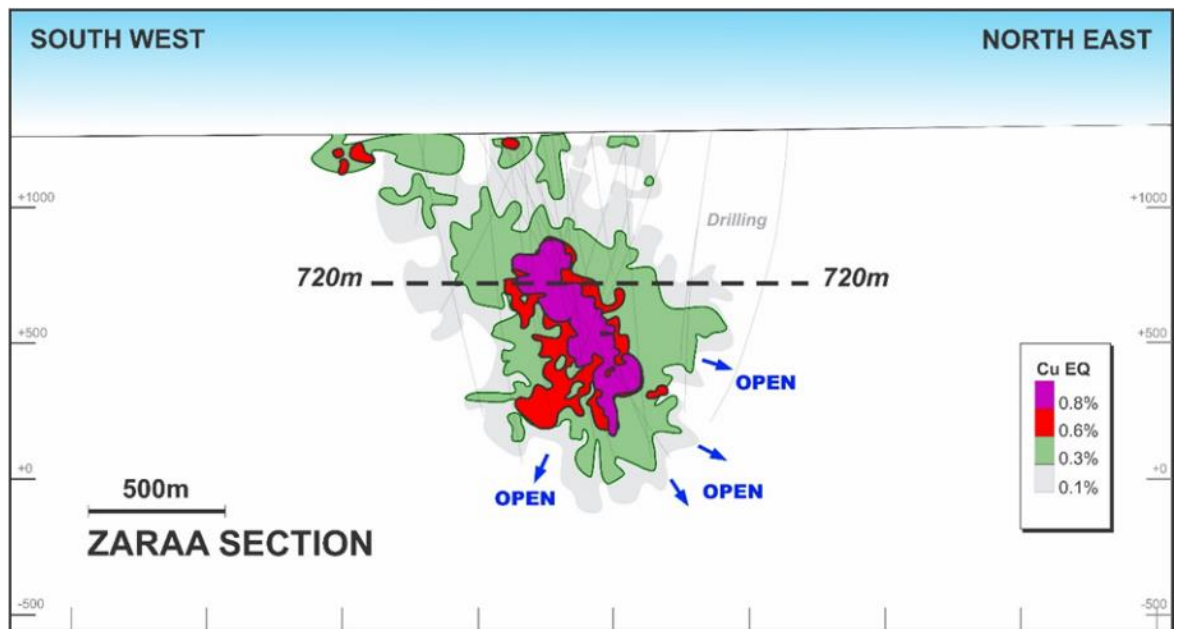 SOUTH WEST
NORTH EAST
+1000
+1000
Drilling
720m
720m
+500
+500
OPEN
Cu EQ
0.8%
0.6%
0.3%
0.1%
+0
+0
500m
OPEN
OPEN
ZARAA SECTION
-500
-500